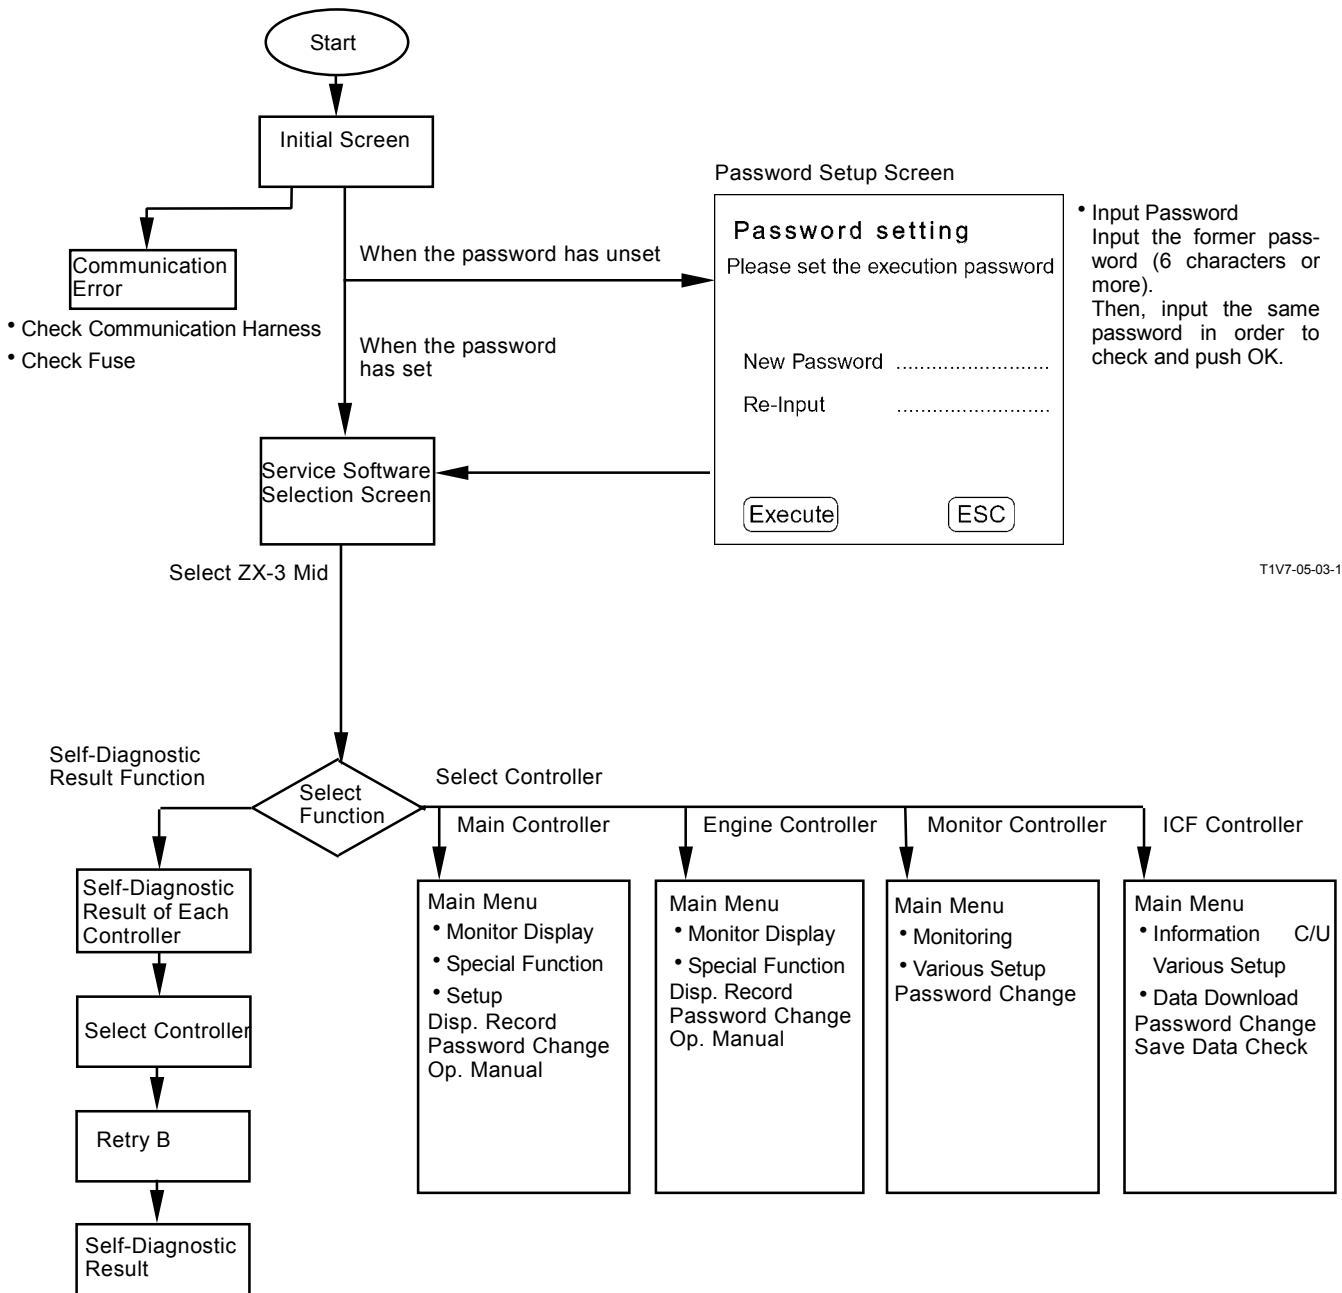 Start
Initial Screen
Communication
Error
• Check Communication Harness
• Check Fuse
When the password has unset
When the password
has set
Password Setup Screen
Password setting
Please set the execution password
New Password ..........................
Re-Input ..........................
Execute
ESC
• Input Password
Input the former pass-
word (6 characters or
more).
Then, input the same
password in order to
check and push OK.
Service Software
Selection Screen
Select ZX-3 Mid
T1V7-05-03-1
Self-Diagnostic
Result Function
Select
Function
Select Controller
Main Controller
Engine Controller
Monitor Controller
ICF Controller
Self-Diagnostic
Result of Each
Controller
Select Controller
Retry B
Self-Diagnostic
Result
Main Menu
• Monitor Display
• Special Function
• Setup
Disp. Record
Password Change
Op. Manual
Main Menu
• Monitor Display
• Special Function
Disp. Record
Password Change
Op. Manual
Main Menu
• Monitoring
• Various Setup
Password Change
Main Menu
• Information C/U
Various Setup
• Data Download
Password Change
Save Data Check